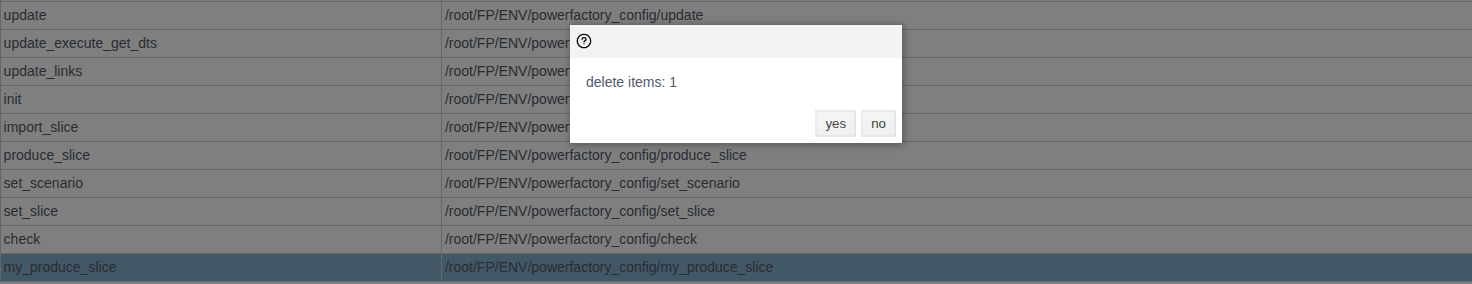 update /root/FP/ENV/powerfactory_config/update
update_execute_get_dts /root/FP/ENV/power
update_links /root/FP/ENV/power
init /root/FP/ENV/power
import_slice /root/FP/ENV/power
produce_slice /root/FP/ENV/powerfactory_config/produce_slice
set_scenario /root/FP/ENV/powerfactory_config/set_scenario
set_slice /root/FP/ENV/powerfactory_config/set_slice
check /root/FP/ENV/powerfactory_config/check
my_produce_slice /root/FP/ENV/powerfactory_config/my_produce_slice
delete items: 1
yes no